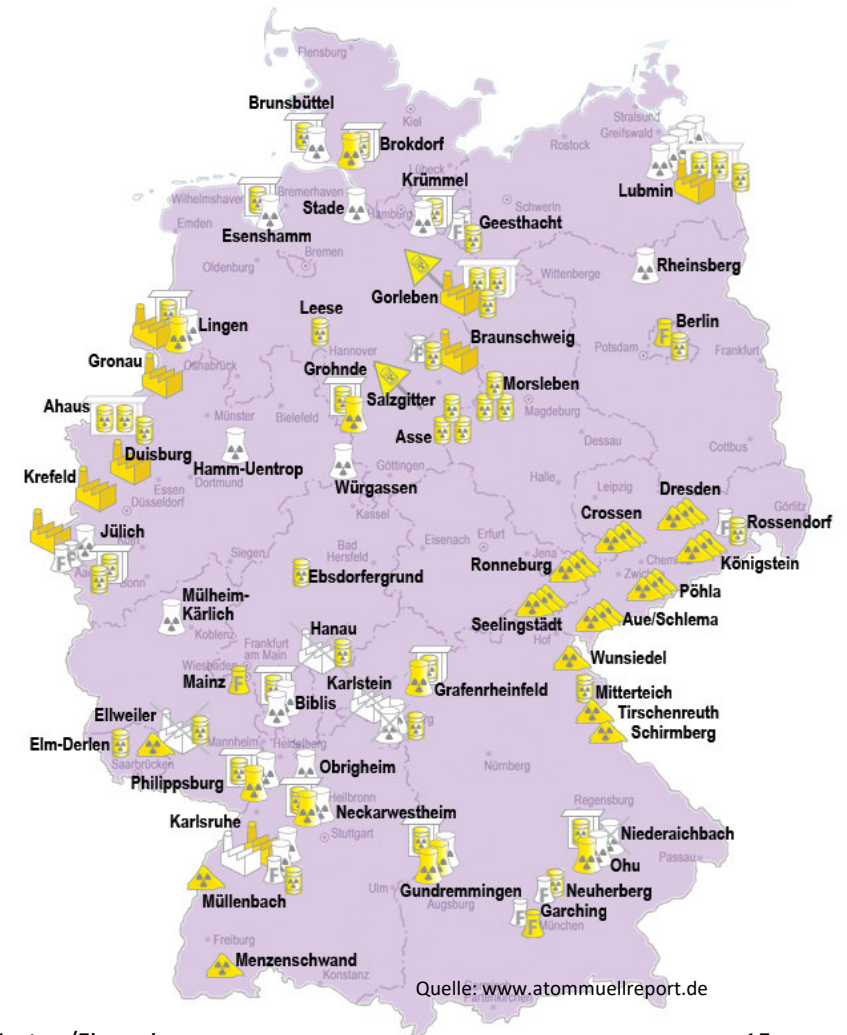 Flensburg
Brunsbüttel
Kiel
Stralsund
Greifswald
Brokdorf
Rostock
Lübeck
Krümmel
Lubmin
Wilhelmshaven
Bremerhaven
Stade
Hamburg
Schwerin
Emden
Geesthacht
Esenshamm
Bremen
Oldenburg
Rheinsberg
Wittenberge
Gorleben
Leese
Lingen
Berlin
Braunschweig
Hannover
Potsdam
Frankfurt
Gronau
Osnabrück
Grohnde
Morsleben
Salzgitter
Ahaus
Magdeburg
Münster
Bielefeld
Asse
Duisburg
Dessau
Cottbus
Hamm-Uentrop
Göttingen
Krefeld
Essen
Dortmund
Würgassen
Halle
Leipzig
Dresden
Düsseldorf
Kassel
Görlitz
Crossen
Rossendorf
Jülich
Köln
Bad
Hersfeld
Eisenach
Erfurt
Jena
Chemnitz
Königstein
Siegen
Ronneburg
Bonn
Ebsdorfergrund
Pöhla
Mülheim-
Kärlich
Seelingstädt
Aue/Schlema
Koblenz
Hanau
Hof
Frankfurt
am Main
Wunsiedel
Wiesbaden
Mainz
Karlstein
Grafenrheinfeld
Mitterteich
Biblis
Tirschenreuth
Ellweiler
Schirmberg
Elm-Derlen
Mannheim
Heidelberg
Saarbrücken
Obrigheim
Nürnberg
Philippsburg
Heilbronn
Regensburg
Neckarwestheim
Karlsruhe
Stuttgart
Niederaichbach
Passau
Ohu
Ulm
Gundremmingen
Neuherberg
Müllenbach
Augsburg
Garching
München
Freiburg
Menzenschwand
Konstanz
Quelle: www.atommuellreport.de
Partenkirchen